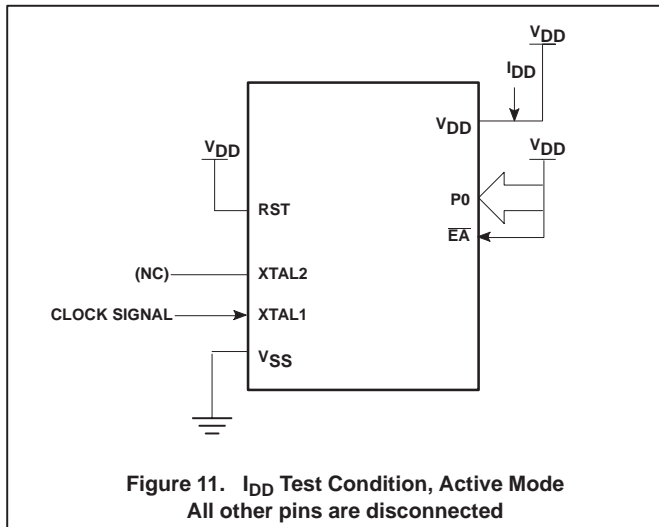 VDD
IDD
VDD
VDD
VDD
P0
RST
EA
(NC)
XTAL2
CLOCK SIGNAL
XTAL1
VSS
Figure 11. IDD Test Condition, Active Mode
All other pins are disconnected